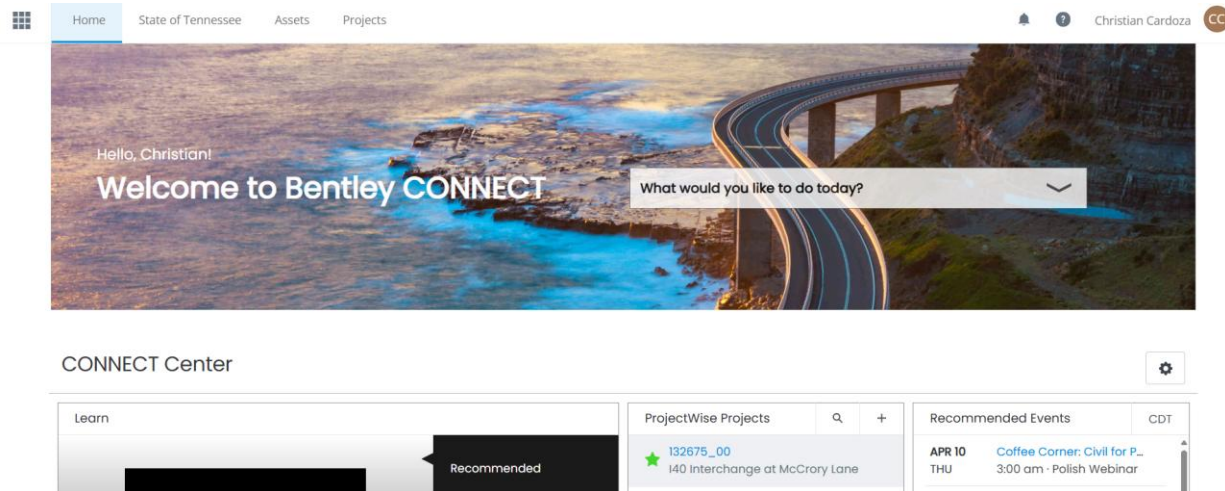 Home State of Tennessee Assets Projects ? Christian Cardoza CC
Hello, Christian!
Welcome to Bentley CONNECT
What would you like to do today?
CONNECT Center
Learn
Recommended
ProjectWise Projects
132675_00
I40 Interchange at McCrory Lane
Recommended Events CDT
APR 10 Coffee Corner: Civil for P...
THU 3:00 am · Polish Webinar